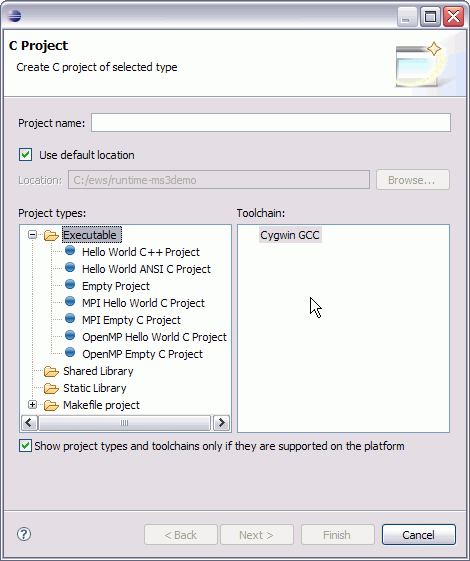 C Project
Create C project of selected type
Project name:
Use default location
Location: C:/ews/runtime-ms3demo Browse...
Project types: Toolchain:
Executable Cygwin GCC
Hello World C++ Project
Hello World ANSI C Project
Empty Project
MPI Hello World C Project
MPI Empty C Project
OpenMP Hello World C Project
OpenMP Empty C Project
Shared Library
Static Library
Makefile project
Show project types and toolchains only if they are supported on the platform
? < Back Next > Finish Cancel